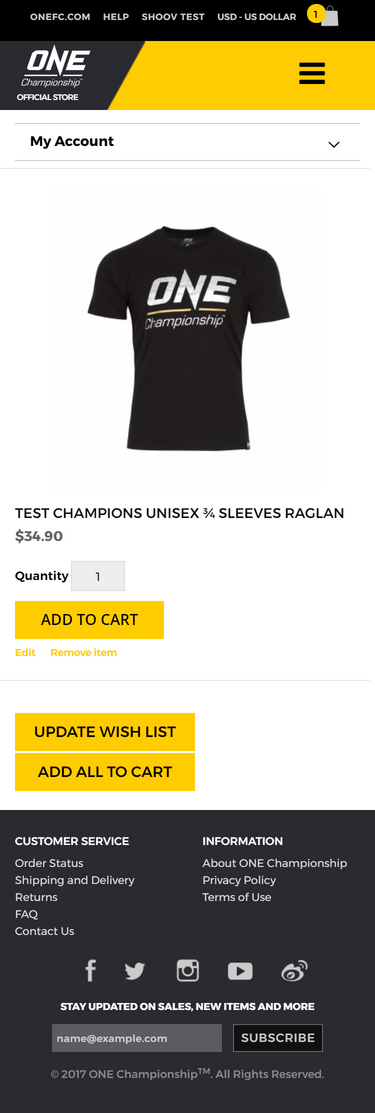 ONEFC.COM HELP SHOOV TEST USD - US DOLLAR 1
ONE
Championship
OFFICIAL STORE
My Account
ONE
Championship
TEST CHAMPIONS UNISEX ¾ SLEEVES RAGLAN
$34.90
Quantity 1
ADD TO CART
Edit Remove item
UPDATE WISH LIST
ADD ALL TO CART
CUSTOMER SERVICE
Order Status
Shipping and Delivery
Returns
FAQ
Contact Us
INFORMATION
About ONE Championship
Privacy Policy
Terms of Use
STAY UPDATED ON SALES, NEW ITEMS AND MORE
name@example.com SUBSCRIBE
© 2017 ONE Championship™. All Rights Reserved.